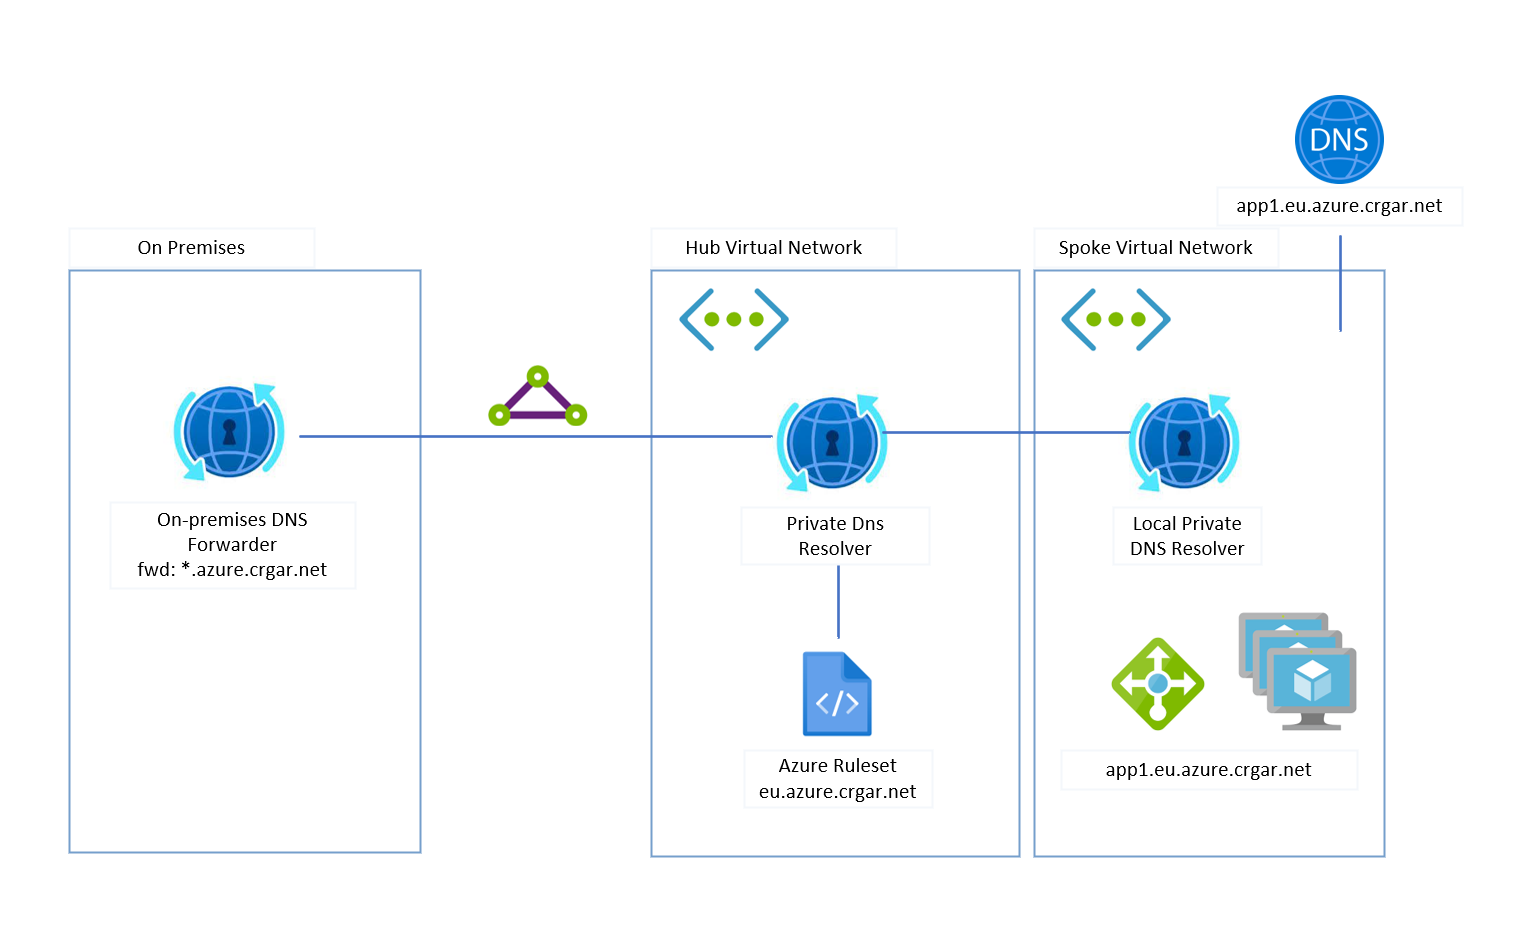 DNS
app1.eu.azure.crgar.net
On Premises
Hub Virtual Network
Spoke Virtual Network
On-premises DNS
Forwarder
fwd: *.azure.crgar.net
Private Dns
Resolver
Local Private
DNS Resolver
Azure Ruleset
eu.azure.crgar.net
app1.eu.azure.crgar.net